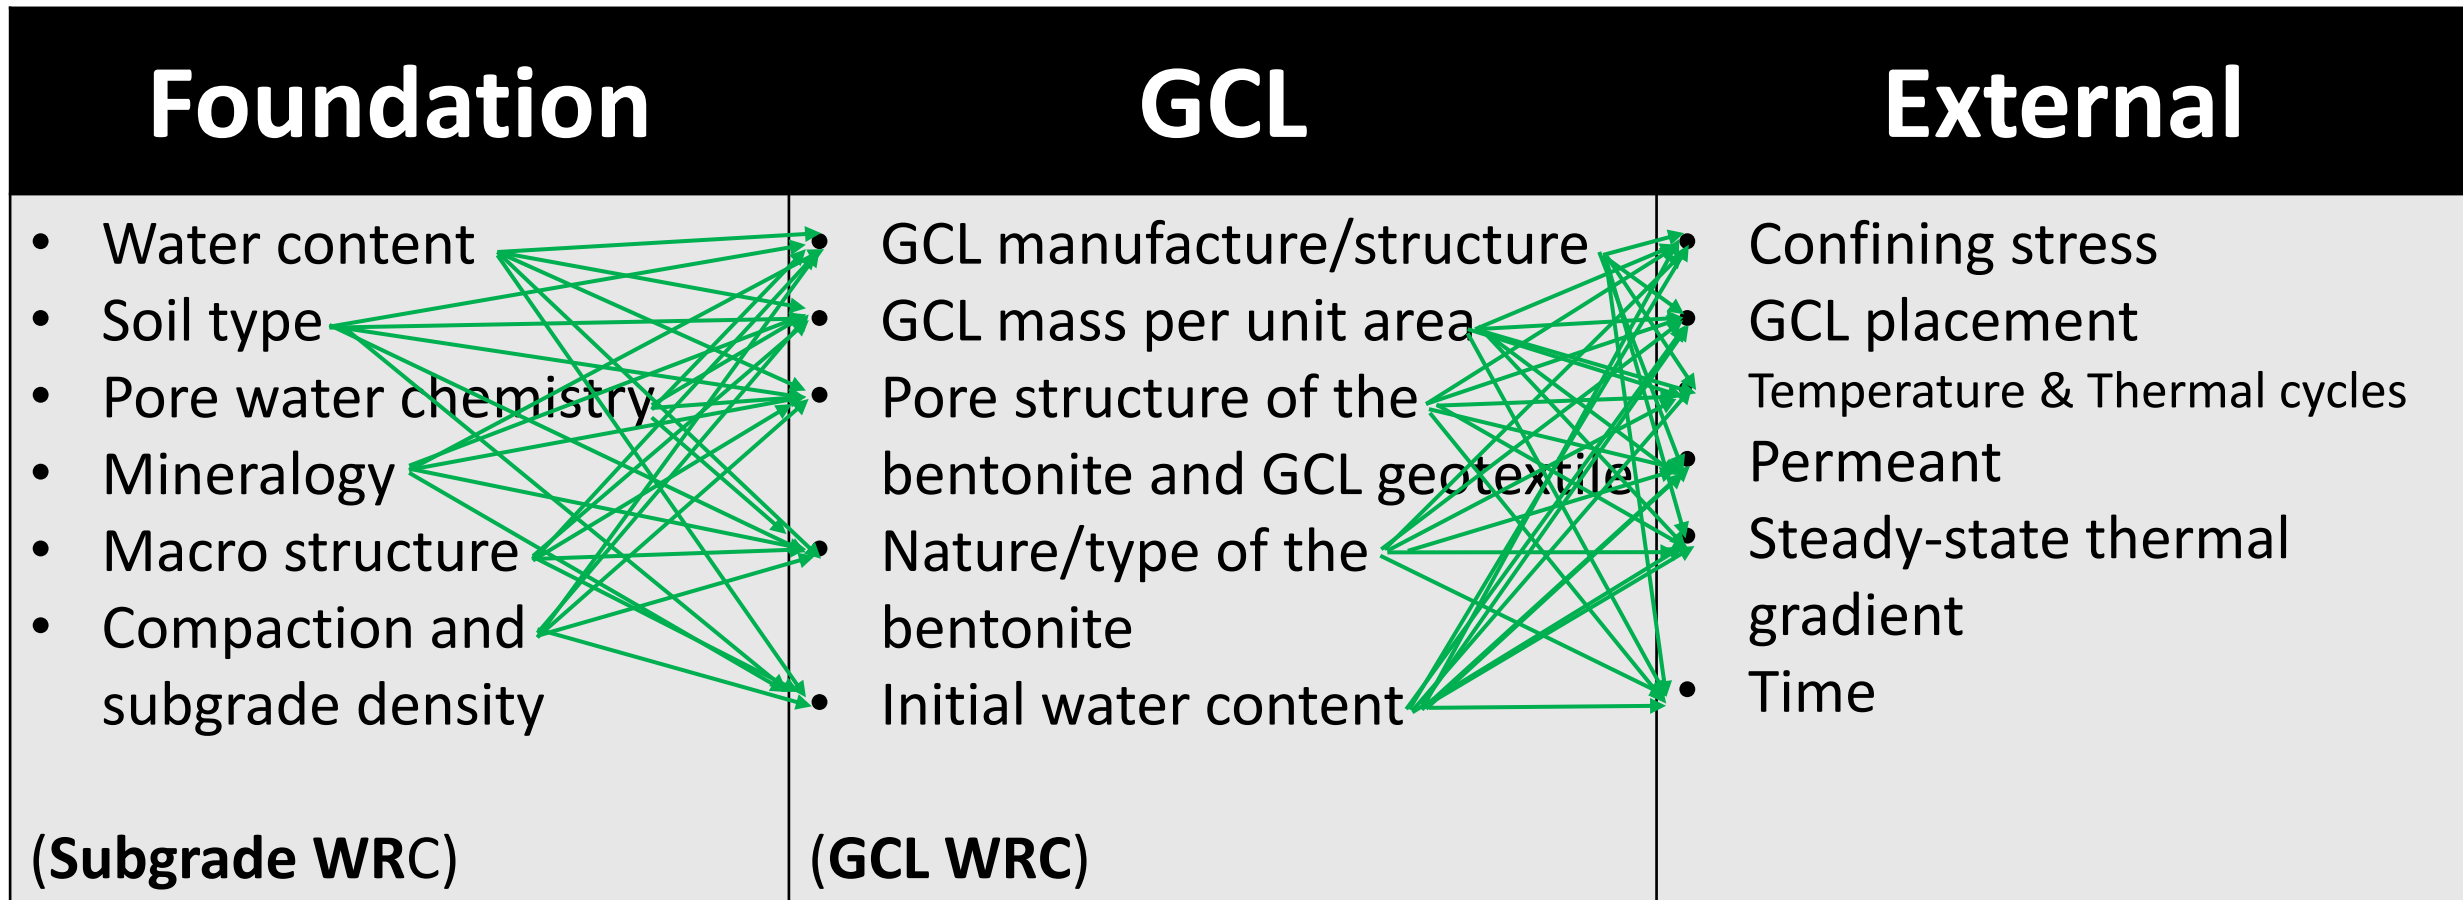 Foundation
GCL
External
• Water content
• Soil type
• Pore water chemistry
• Mineralogy
• Macro structure
• Compaction and
subgrade density
(Subgrade WRC)
• GCL manufacture/structure
• GCL mass per unit area
• Pore structure of the
bentonite and GCL geotextile
• Nature/type of the
bentonite
• Initial water content
(GCL WRC)
• Confining stress
• GCL placement
• Temperature & Thermal cycles
• Permeant
• Steady-state thermal
gradient
• Time